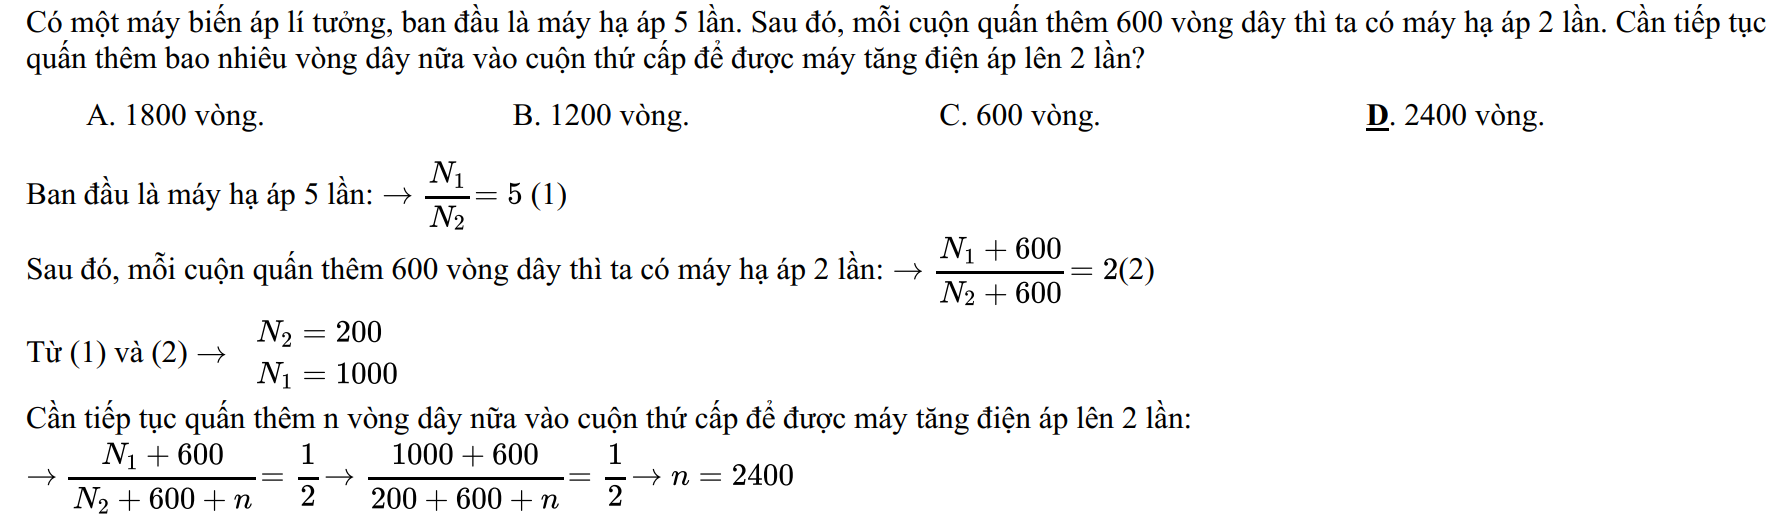 Có một máy biến áp lí tưởng, ban đầu là máy hạ áp 5 lần. Sau đó, mỗi cuộn quấn thêm 600 vòng dây thì ta có máy hạ áp 2 lần. Cần tiếp tục
quấn thêm bao nhiêu vòng dây nữa vào cuộn thứ cấp để được máy tăng điện áp lên 2 lần?
A. 1800 vòng. B. 1200 vòng. C. 600 vòng. D. 2400 vòng.
Ban đầu là máy hạ áp 5 lần: → \frac{N_1}{N_2} = 5 (1)
Sau đó, mỗi cuộn quấn thêm 600 vòng dây thì ta có máy hạ áp 2 lần: → \frac{N_1 + 600}{N_2 + 600} = 2(2)
Từ (1) và (2) → N_2 = 200
N_1 = 1000
Cần tiếp tục quấn thêm n vòng dây nữa vào cuộn thứ cấp để được máy tăng điện áp lên 2 lần:
→ \frac{N_1 + 600}{N_2 + 600 + n} = \frac{1}{2} → \frac{1000 + 600}{200 + 600 + n} = \frac{1}{2} → n = 2400